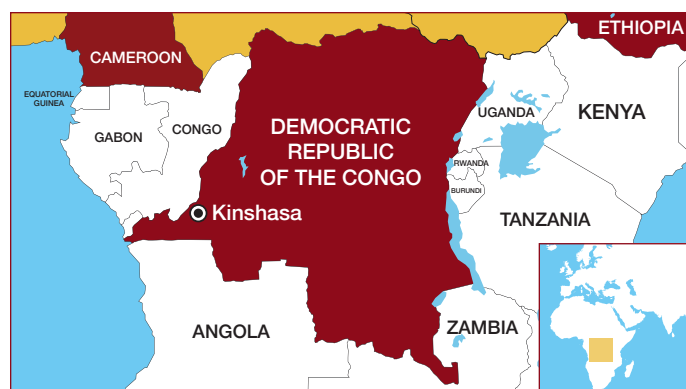 ETHIOPIA
CAMEROON
EQUATORIAL
GUINEA
UGANDA
KENYA
GABON
CONGO
DEMOCRATIC
REPUBLIC
OF THE CONGO
RWANDA
BURUNDI
Kinshasa
TANZANIA
ANGOLA
ZAMBIA